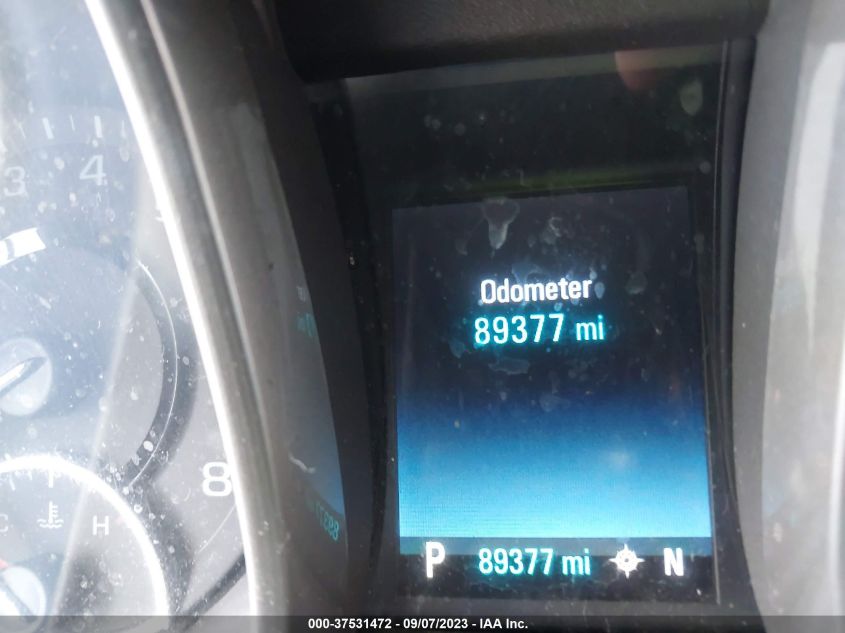 3 4
Odometer
89377 mi
8
H
P 89377 mi N
000-37531472 - 09/07/2023 - IAA Inc.